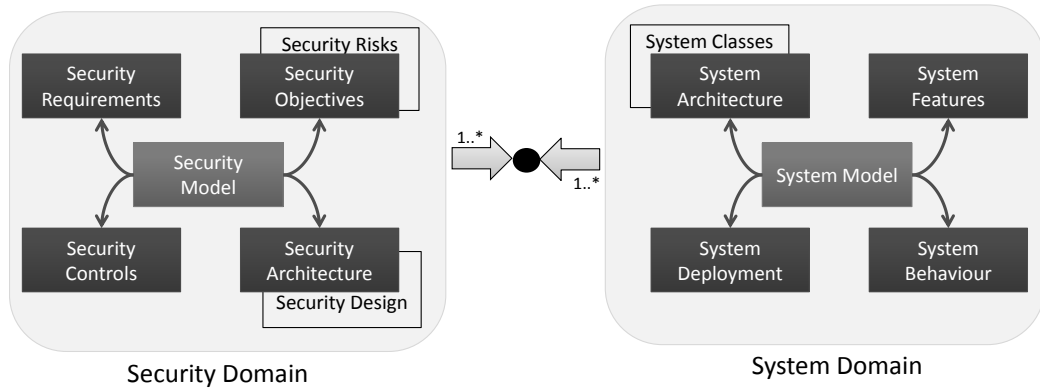 Security Risks
Security
Requirements
Security
Objectives
Security
Model
Security
Controls
Security
Architecture
Security Design
Security Domain
1..*
1..*
System Classes
System
Architecture
System
Features
System Model
System
Deployment
System
Behaviour
System Domain